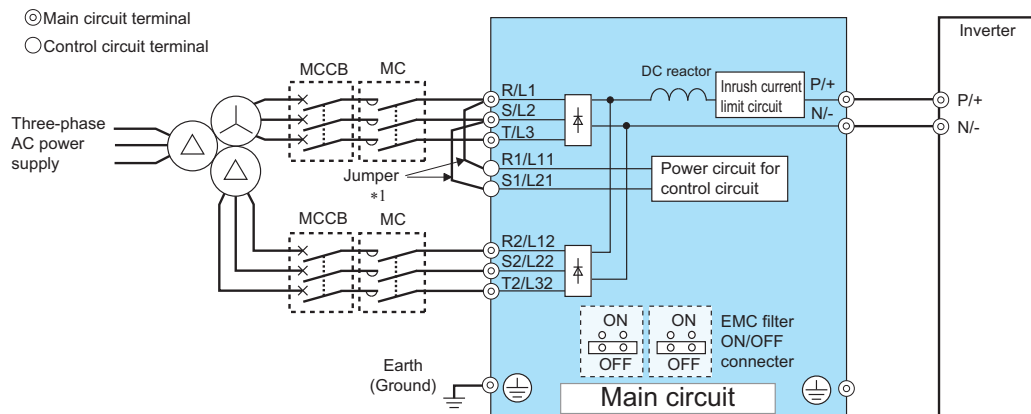 Main circuit terminal
Control circuit terminal
Three-phase
AC power
supply
MCCB
MC
R/L1
S/L2
T/L3
R1/L11
S1/L21
Jumper
*1
DC reactor
Inrush current
limit circuit
P/+
N/-
Power circuit for
control circuit
Inverter
P/+
N/-
MCCB
MC
R2/L12
S2/L22
T2/L32
ON
OFF
ON
OFF
EMC filter
ON/OFF
connecter
Earth
(Ground)
Main circuit